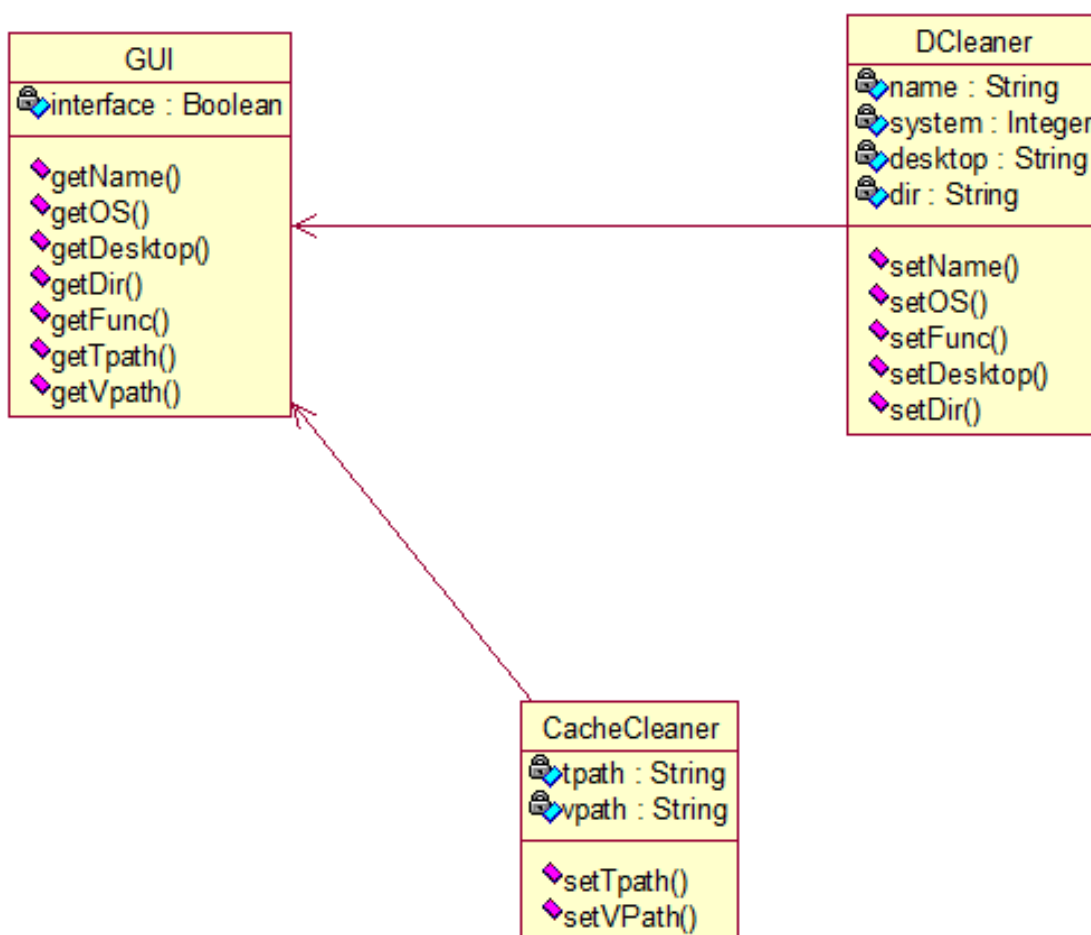 GUI
interface : Boolean
getName()
getOS()
getDesktop()
getDir()
getFunc()
getTpath()
getVpath()
DCleaner
name : String
system : Integer
desktop : String
dir : String
setName()
setOS()
setFunc()
setDesktop()
setDir()
CacheCleaner
tpath : String
vpath : String
setTpath()
setVPath()